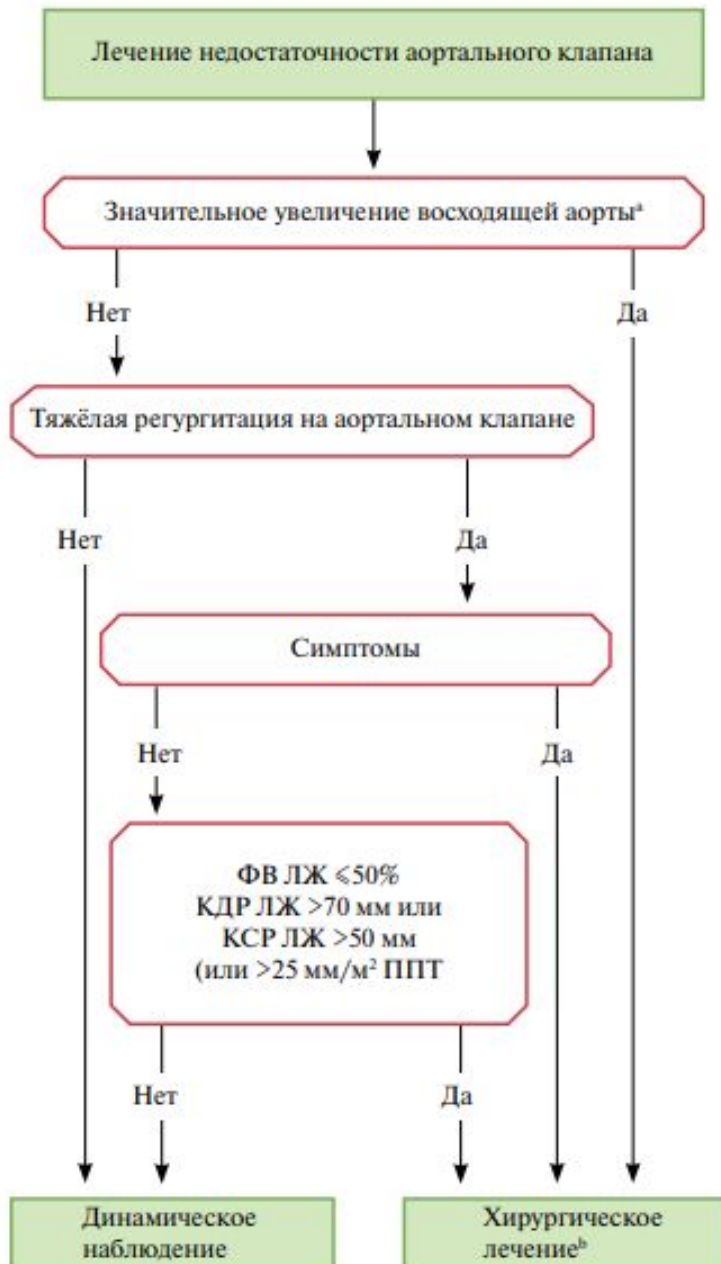 Лечение недостаточности аортального клапана
Значительное увеличение восходящей аортыᵃ
Нет
Да
Тяжёлая регургитация на аортальном клапане
Нет
Да
Симптомы
Нет
Да
ФВ ЛЖ ⩽50%
КДР ЛЖ >70 мм или
КСР ЛЖ >50 мм
(или >25 мм/м² ППТ
Нет
Да
Динамическое
наблюдение
Хирургическое
лечениеᵇ